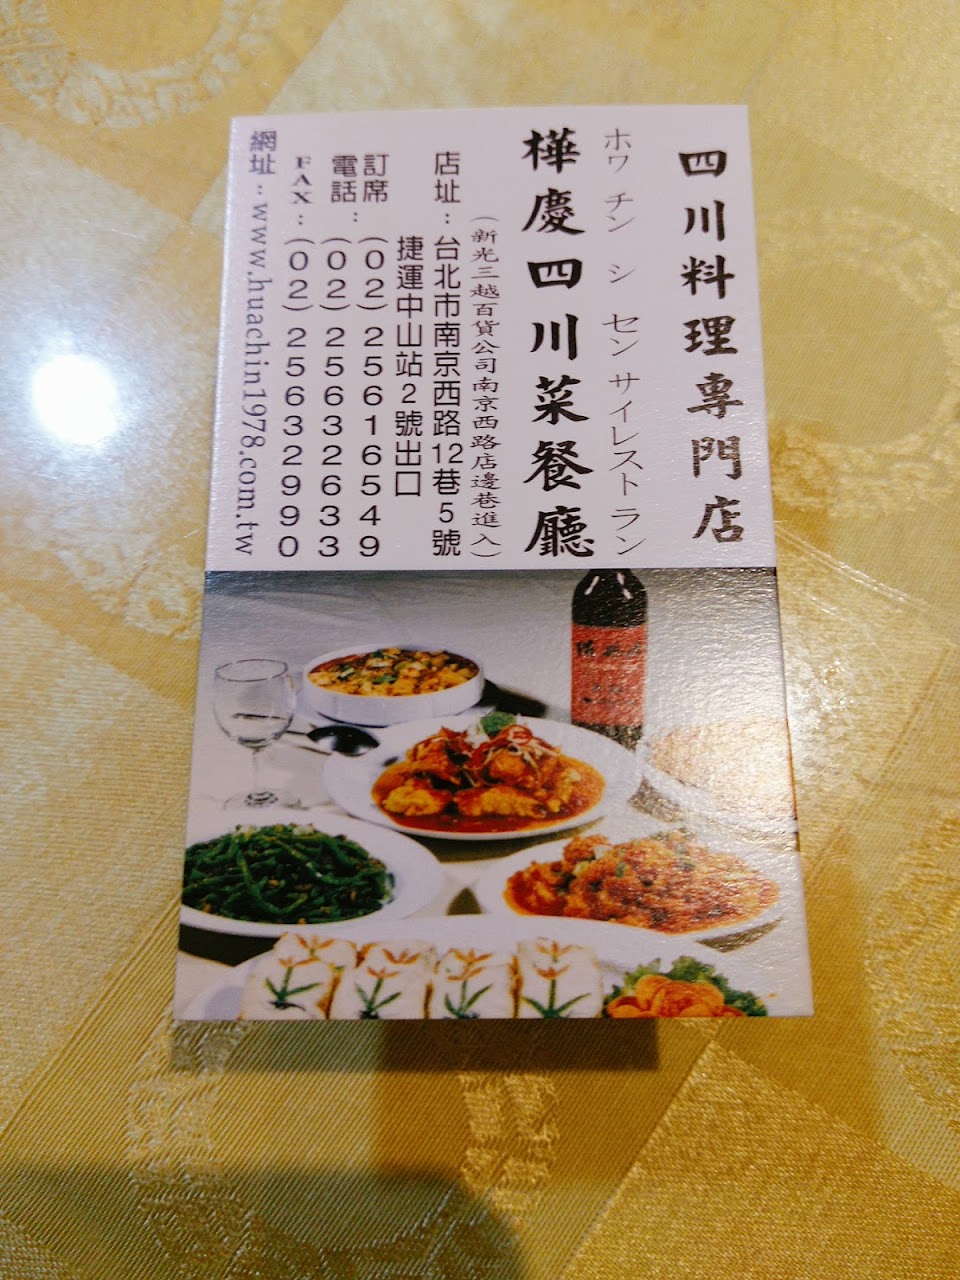 四川料理專門店
ホワ チン シ セン サイレストラン
樺慶四川菜餐廳
(新光三越百貨公司南京西路店邊巷進入)
店址：台北市南京西路12巷5號
捷運中山站2號出口
訂席電話：(02)25616549
(02)25632633
FAX：(02)25632990
網址：www.huachin1978.com.tw